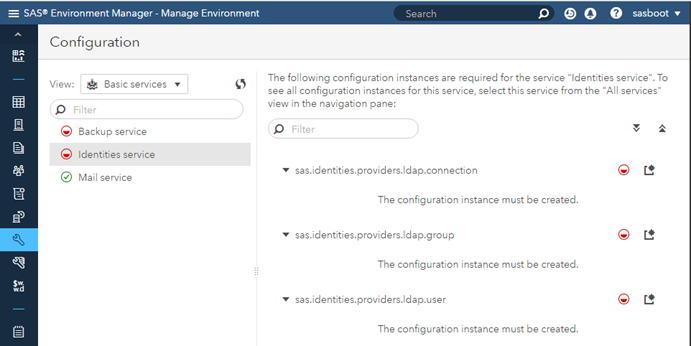 SAS® Environment Manager - Manage Environment
Search
sasboot
Configuration
View:
Basic services
Filter
Backup service
Identities service
Mail service
The following configuration instances are required for the service "Identities service". To
see all configuration instances for this service, select this service from the "All services"
view in the navigation pane:
Filter
sas.identities.providers.ldap.connection
The configuration instance must be created.
sas.identities.providers.ldap.group
The configuration instance must be created.
sas.identities.providers.ldap.user
The configuration instance must be created.